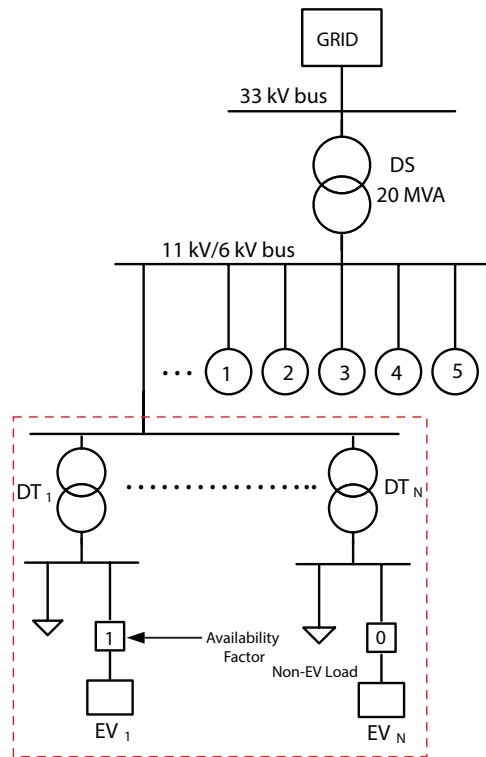 GRID
33 kV bus
DS
20 MVA
11 kV/6 kV bus
1 2 3 4 5
DT 1
DT N
1
Availability
Factor
0
Non-EV Load
EV 1
EV N